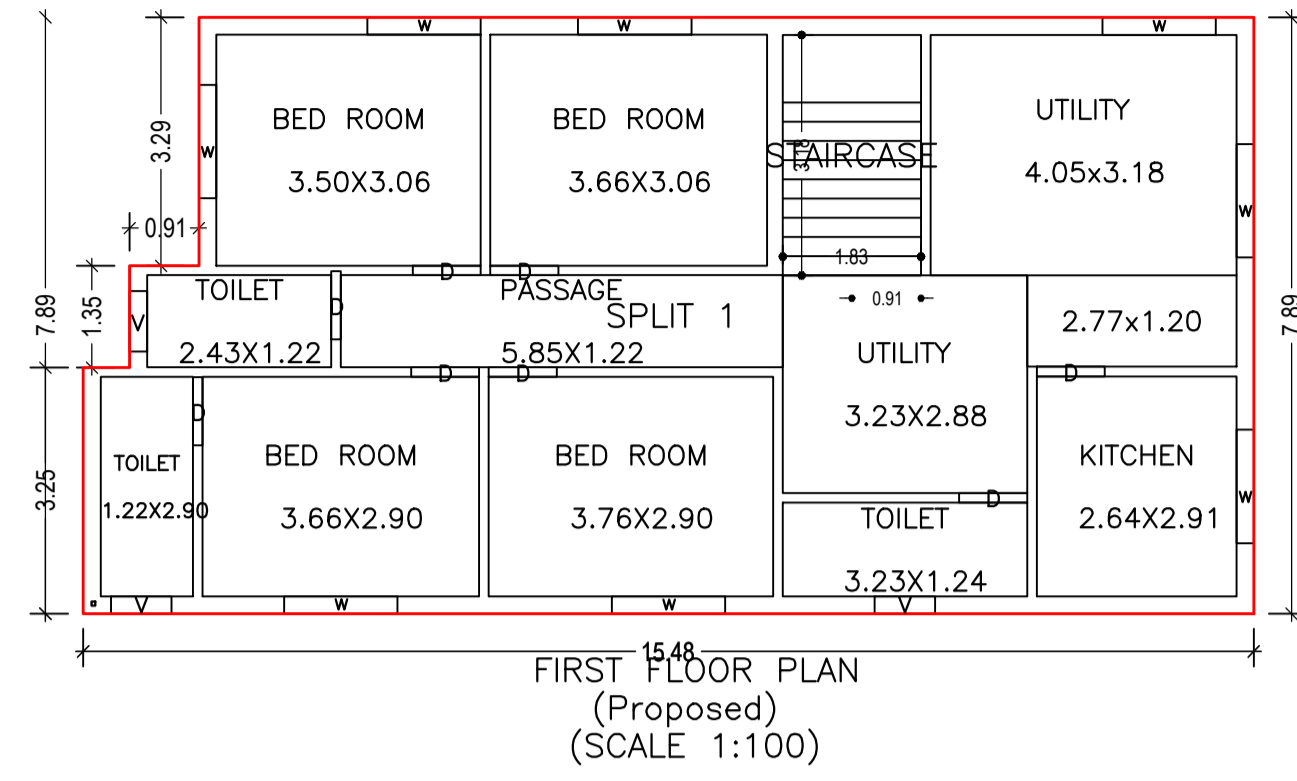 W
W
W
BED ROOM
3.50X3.06
BED ROOM
3.66X3.06
STAIRCASE
3.18
UTILITY
4.05x3.18
3.29
W
W
0.91
1.83
D
D
7.89
1.35
V
TOILET
2.43X1.22
D
PASSAGE
SPLIT 1
5.85X1.22
0.91
UTILITY
3.23X2.88
2.77x1.20
7.89
D
D
D
D
3.25
TOILET
1.22X2.90
BED ROOM
3.66X2.90
BED ROOM
3.76X2.90
D
TOILET
3.23X1.24
KITCHEN
2.64X2.91
W
V
W
W
V
15.48
FIRST FLOOR PLAN
(Proposed)
(SCALE 1:100)